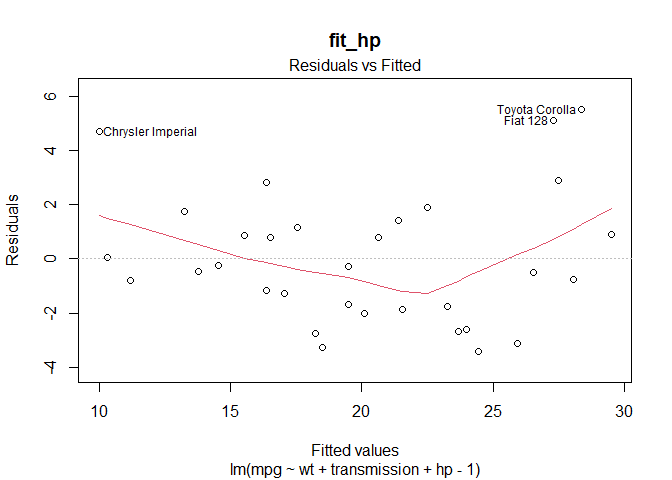 fit_hp
Residuals vs Fitted
Residuals
6
4
2
0
-2
-4
Toyota Corolla
Fiat 128
Chrysler Imperial
10 15 20 25 30
Fitted values
lm(mpg ~ wt + transmission + hp - 1)